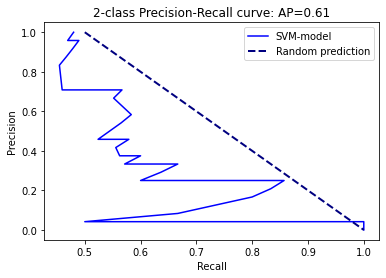 2-class Precision-Recall curve: AP=0.61
SVM-model
Random prediction
Precision
1.0
0.8
0.6
0.4
0.2
0.0
0.5 0.6 0.7 0.8 0.9 1.0
Recall